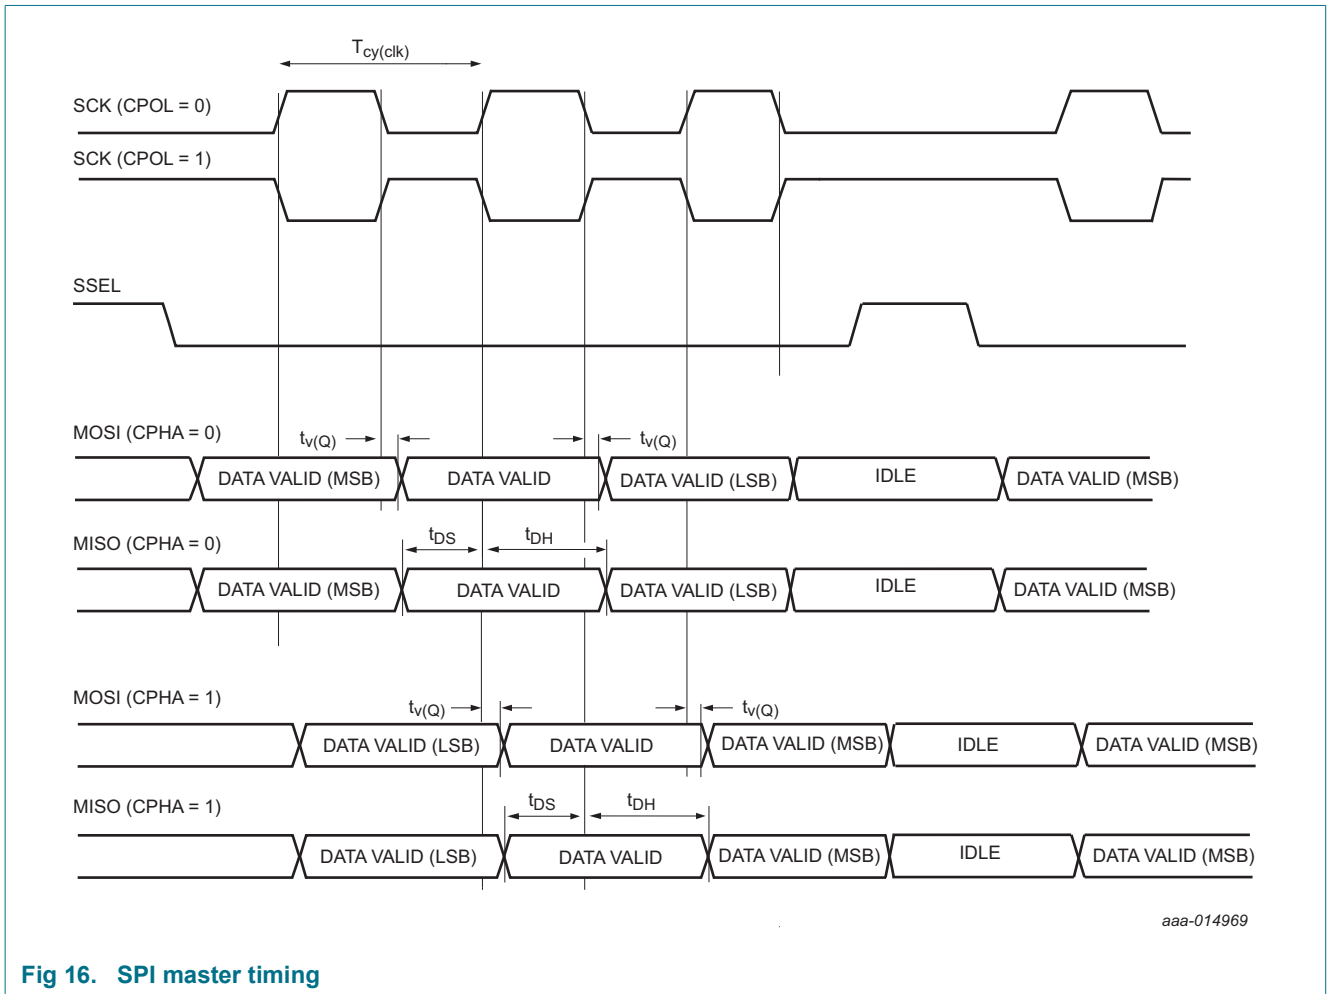 Tcy(clk)
SCK (CPOL = 0)
SCK (CPOL = 1)
SSEL
MOSI (CPHA = 0)
tv(Q) tv(Q)
DATA VALID (MSB) DATA VALID DATA VALID (LSB) IDLE DATA VALID (MSB)
MISO (CPHA = 0)
tDS tDH
DATA VALID (MSB) DATA VALID DATA VALID (LSB) IDLE DATA VALID (MSB)
MOSI (CPHA = 1)
tv(Q) tv(Q)
DATA VALID (LSB) DATA VALID DATA VALID (MSB) IDLE DATA VALID (MSB)
MISO (CPHA = 1)
tDS tDH
DATA VALID (LSB) DATA VALID DATA VALID (MSB) IDLE DATA VALID (MSB)
aaa-014969
Fig 16. SPI master timing